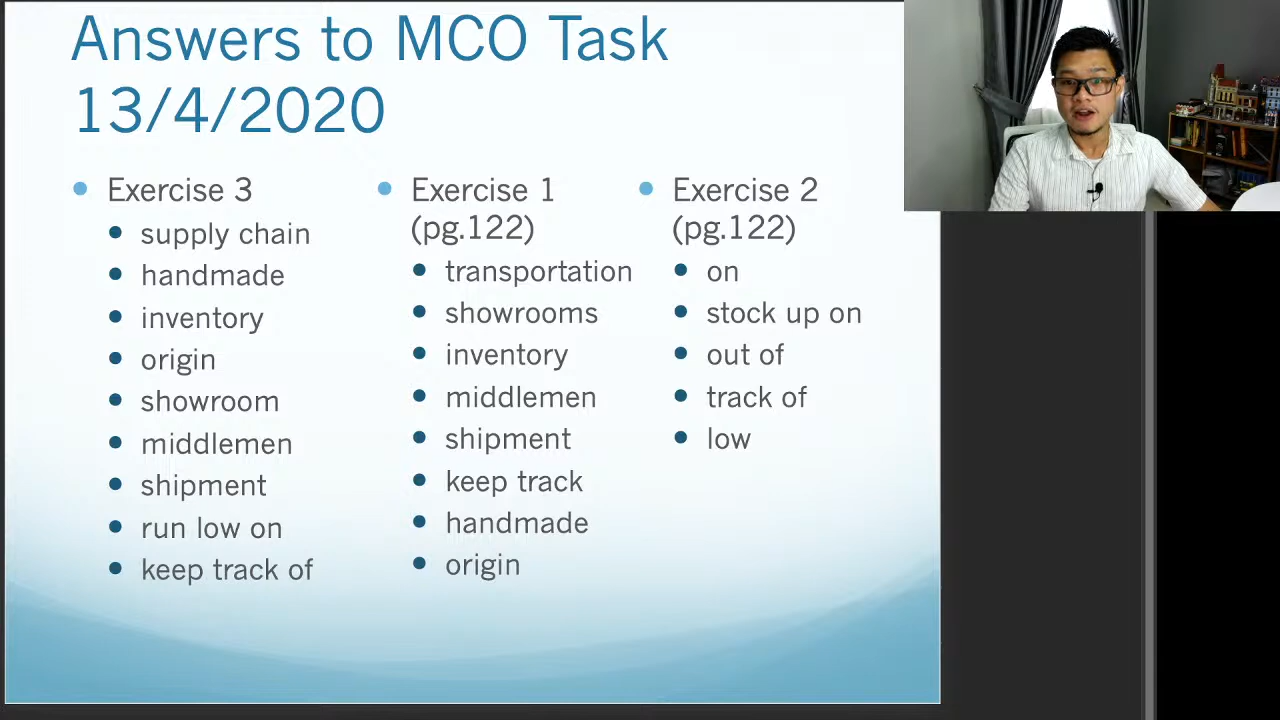 Answers to MCO Task
13/4/2020
Exercise 3
supply chain
handmade
inventory
origin
showroom
middlemen
shipment
run low on
keep track of
Exercise 1
(pg.122)
transportation
showrooms
inventory
middlemen
shipment
keep track
handmade
origin
Exercise 2
(pg.122)
on
stock up on
out of
track of
low